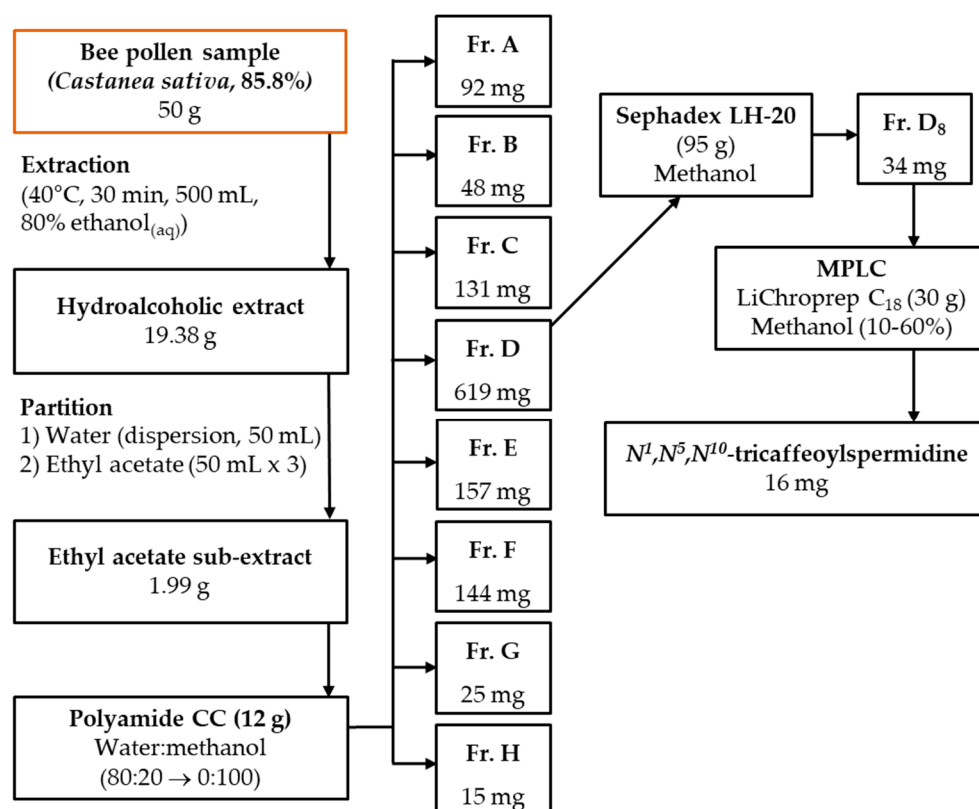 Bee pollen sample
(Castanea sativa, 85.8%)
50 g
Extraction
(40°C, 30 min, 500 mL,
80% ethanol(aq))
Hydroalcoholic extract
19.38 g
Partition
1) Water (dispersion, 50 mL)
2) Ethyl acetate (50 mL x 3)
Ethyl acetate sub-extract
1.99 g
Polyamide CC (12 g)
Water:methanol
(80:20 → 0:100)
Fr. A
92 mg
Fr. B
48 mg
Fr. C
131 mg
Fr. D
619 mg
Fr. E
157 mg
Fr. F
144 mg
Fr. G
25 mg
Fr. H
15 mg
Sephadex LH-20
(95 g)
Methanol
Fr. D₈
34 mg
MPLC
LiChroprep C₁₈ (30 g)
Methanol (10-60%)
N¹,N⁵,N¹⁰-tricaffeoylspermidine
16 mg